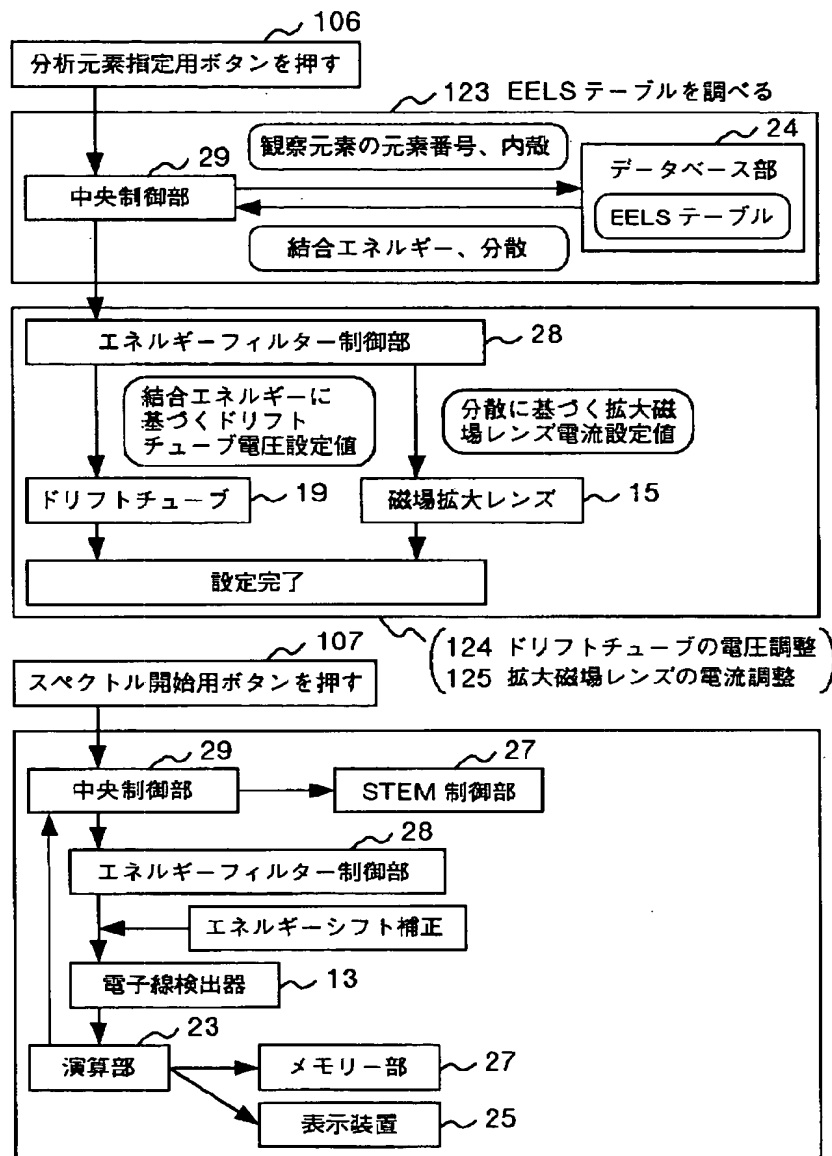 106
分析元素指定用ボタンを押す
123 EELSテーブルを調べる
29
観察元素の元素番号、内殻
24
中央制御部
データベース部
EELSテーブル
結合エネルギー、分散
エネルギーフィルター制御部
28
結合エネルギーに
基づくドリフト
チューブ電圧設定値
分散に基づく拡大磁
場レンズ電流設定値
ドリフトチューブ
19
磁場拡大レンズ
15
設定完了
124 ドリフトチューブの電圧調整
125 拡大磁場レンズの電流調整
107
スペクトル開始用ボタンを押す
29
中央制御部
27
STEM 制御部
28
エネルギーフィルター制御部
エネルギーシフト補正
電子線検出器
13
23
演算部
メモリー部
27
表示装置
25